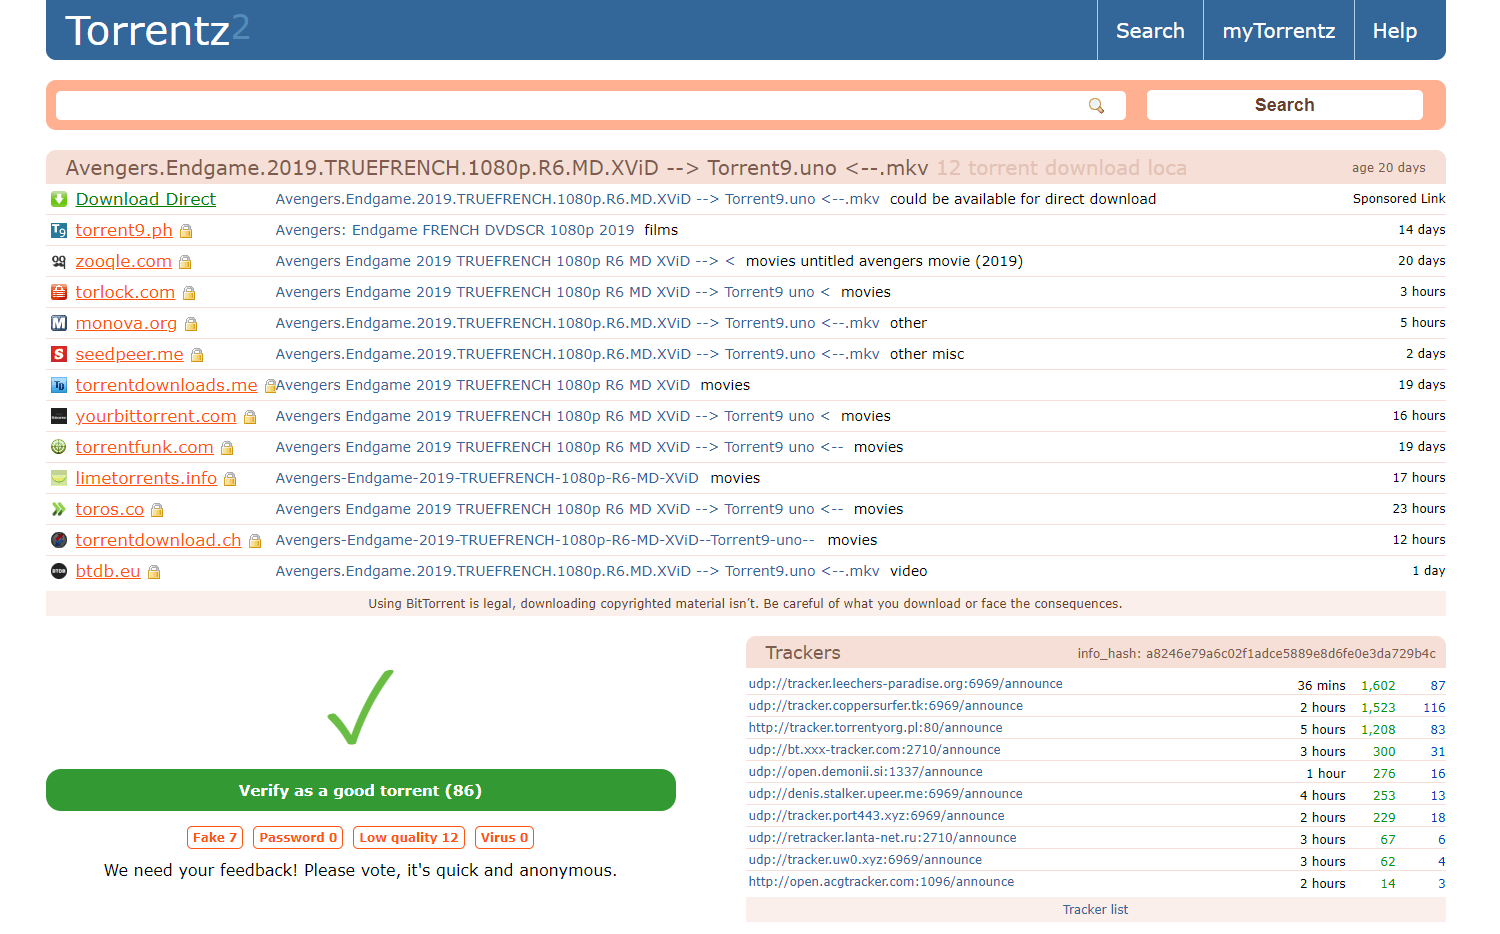 Torrentz2
Search myTorrentz Help
Search
Avengers.Endgame.2019.TRUEFRENCH.1080p.R6.MD.XViD --> Torrent9.uno <--.mkv 12 torrent download loca age 20 days
Download Direct Avengers.Endgame.2019.TRUEFRENCH.1080p.R6.MD.XViD --> Torrent9.uno <--.mkv could be available for direct download Sponsored Link
T9 torrent9.ph Avengers: Endgame FRENCH DVDSCR 1080p 2019 films 14 days
zooqle.com Avengers Endgame 2019 TRUEFRENCH 1080p R6 MD XViD --> < movies untitled avengers movie (2019) 20 days
torlock.com Avengers Endgame 2019 TRUEFRENCH 1080p R6 MD XViD --> Torrent9 uno < movies 3 hours
M monova.org Avengers.Endgame.2019.TRUEFRENCH.1080p.R6.MD.XViD --> Torrent9.uno <--.mkv other 5 hours
S seedpeer.me Avengers.Endgame.2019.TRUEFRENCH.1080p.R6.MD.XViD --> Torrent9.uno <--.mkv other misc 2 days
TD torrentdownloads.me Avengers Endgame 2019 TRUEFRENCH 1080p R6 MD XViD movies 19 days
yourbittorrent.com Avengers Endgame 2019 TRUEFRENCH 1080p R6 MD XViD --> Torrent9 uno < movies 16 hours
torrentfunk.com Avengers Endgame 2019 TRUEFRENCH 1080p R6 MD XViD --> Torrent9 uno <-- movies 19 days
limetorrents.info Avengers-Endgame-2019-TRUEFRENCH-1080p-R6-MD-XViD movies 17 hours
toros.co Avengers Endgame 2019 TRUEFRENCH 1080p R6 MD XViD --> Torrent9 uno <-- movies 23 hours
torrentdownload.ch Avengers-Endgame-2019-TRUEFRENCH-1080p-R6-MD-XViD--Torrent9-uno-- movies 12 hours
BTDB btdb.eu Avengers.Endgame.2019.TRUEFRENCH.1080p.R6.MD.XViD --> Torrent9.uno <--.mkv video 1 day
Using BitTorrent is legal, downloading copyrighted material isn’t. Be careful of what you download or face the consequences.
Verify as a good torrent (86)
Fake 7 Password 0 Low quality 12 Virus 0
We need your feedback! Please vote, it's quick and anonymous.
Trackers info_hash: a8246e79a6c02f1adce5889e8d6fe0e3da729b4c
udp://tracker.leechers-paradise.org:6969/announce 36 mins 1,602 87
udp://tracker.coppersurfer.tk:6969/announce 2 hours 1,523 116
http://tracker.torrentyorg.pl:80/announce 5 hours 1,208 83
udp://bt.xxx-tracker.com:2710/announce 3 hours 300 31
udp://open.demonii.si:1337/announce 1 hour 276 16
udp://denis.stalker.upeer.me:6969/announce 4 hours 253 13
udp://tracker.port443.xyz:6969/announce 2 hours 229 18
udp://retracker.lanta-net.ru:2710/announce 3 hours 67 6
udp://tracker.uw0.xyz:6969/announce 3 hours 62 4
http://open.acgtracker.com:1096/announce 2 hours 14 3
Tracker list